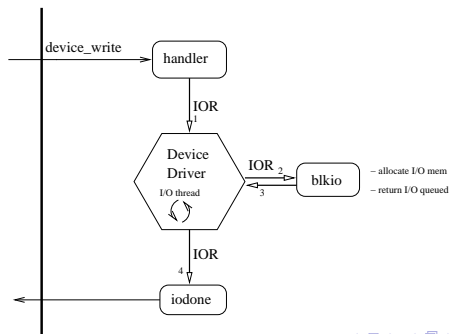 device_write
handler
IOR
1
Device
Driver
I/O thread
IOR 2
3
blkio
– allocate I/O mem
– return I/O queued
IOR
4
iodone